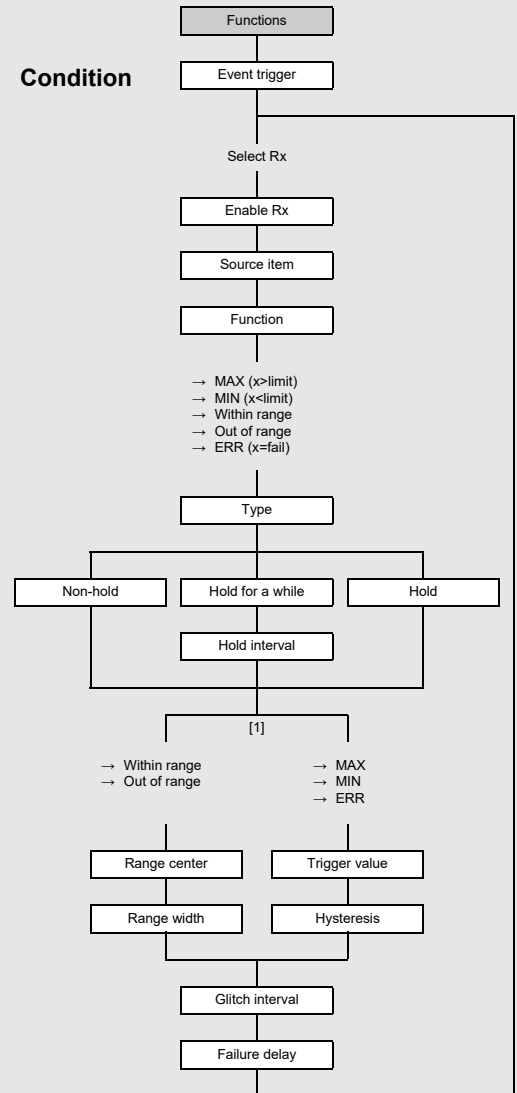 Functions
Condition
Event trigger
Select Rx
Enable Rx
Source item
Function
→ MAX (x>limit)
→ MIN (x<limit)
→ Within range
→ Out of range
→ ERR (x=fail)
Type
Non-hold
Hold for a while
Hold
Hold interval
[1]
→ Within range
→ Out of range
→ MAX
→ MIN
→ ERR
Range center
Trigger value
Range width
Hysteresis
Glitch interval
Failure delay